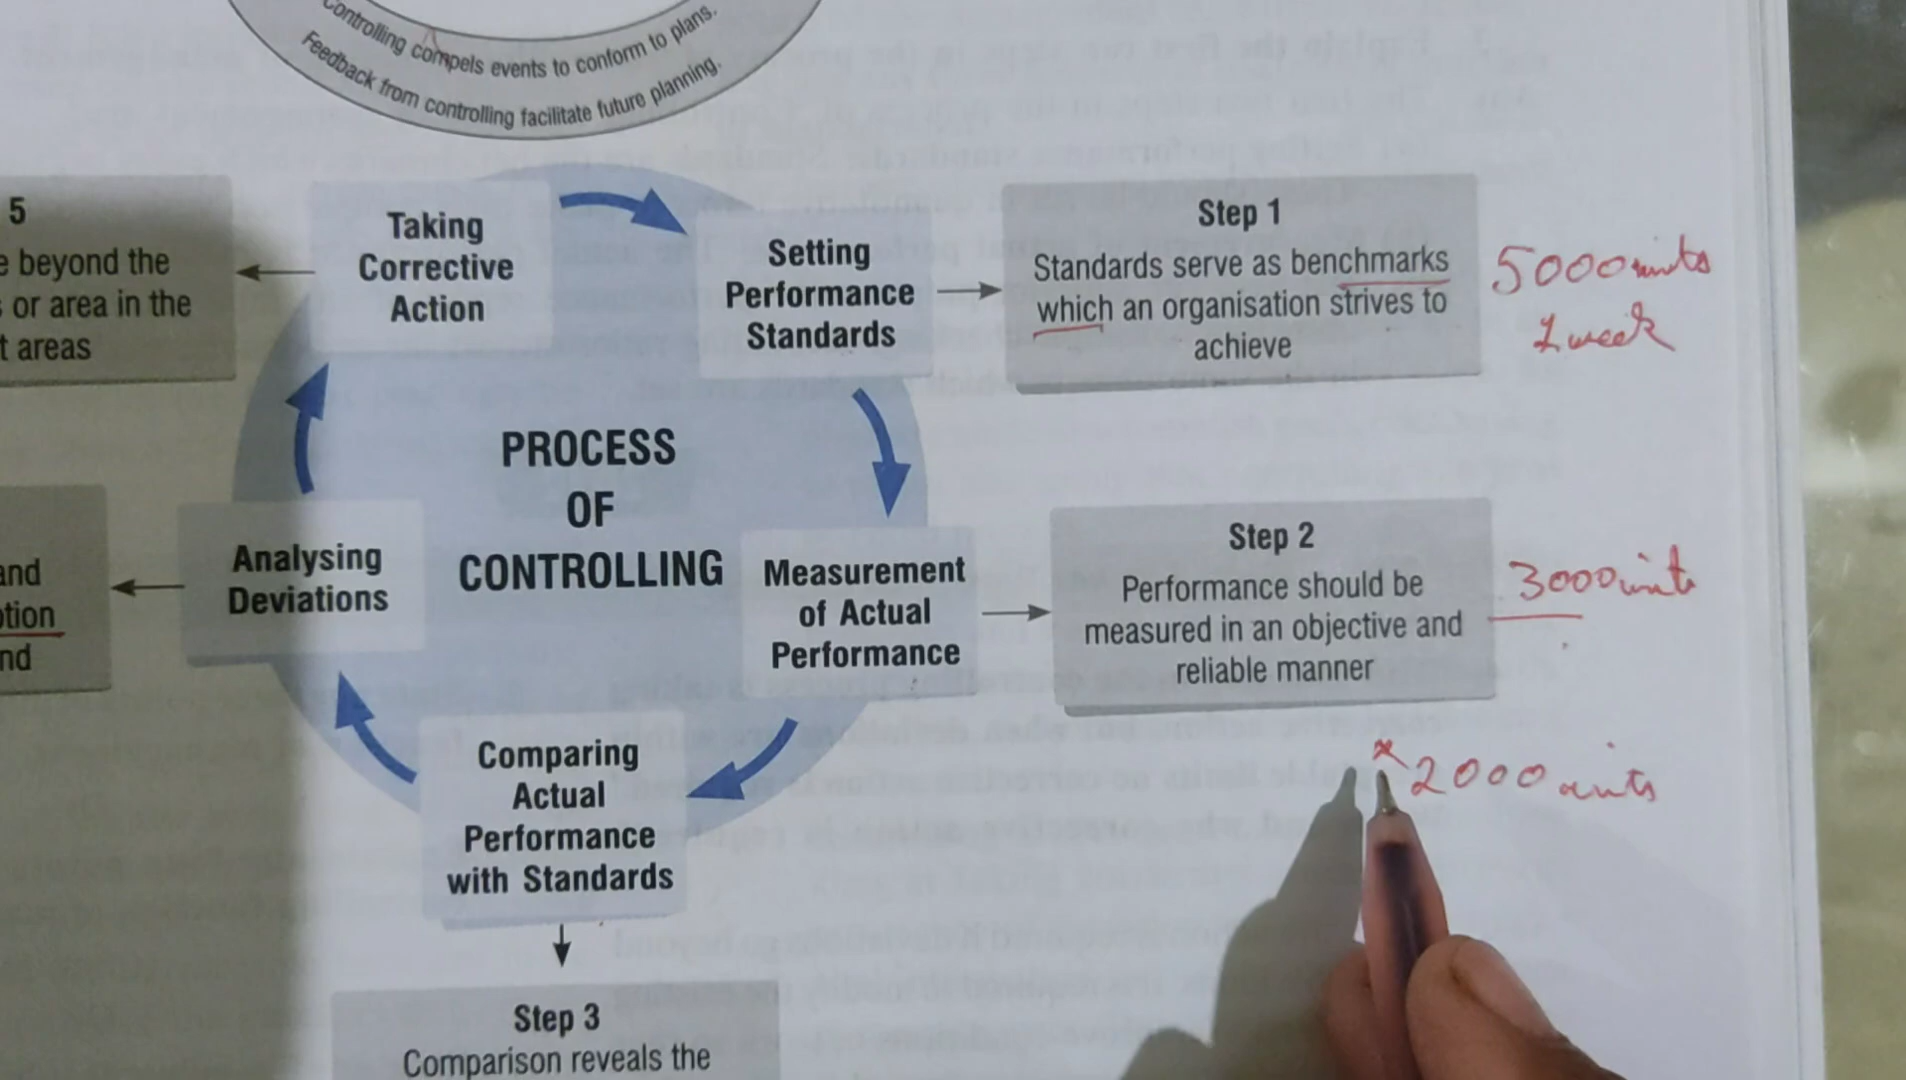 Controlling compels events to conform to plans.
Feedback from controlling facilitate future planning.
5
e beyond the
s or area in the
t areas
Taking
Corrective
Action
Setting
Performance
Standards
Step 1
Standards serve as benchmarks
which an organisation strives to
achieve
5000 units
1 week
PROCESS
OF
CONTROLLING
and
ption
nd
Analysing
Deviations
Measurement
of Actual
Performance
Step 2
Performance should be
measured in an objective and
reliable manner
3000 units
2000 units
Comparing
Actual
Performance
with Standards
Step 3
Comparison reveals the